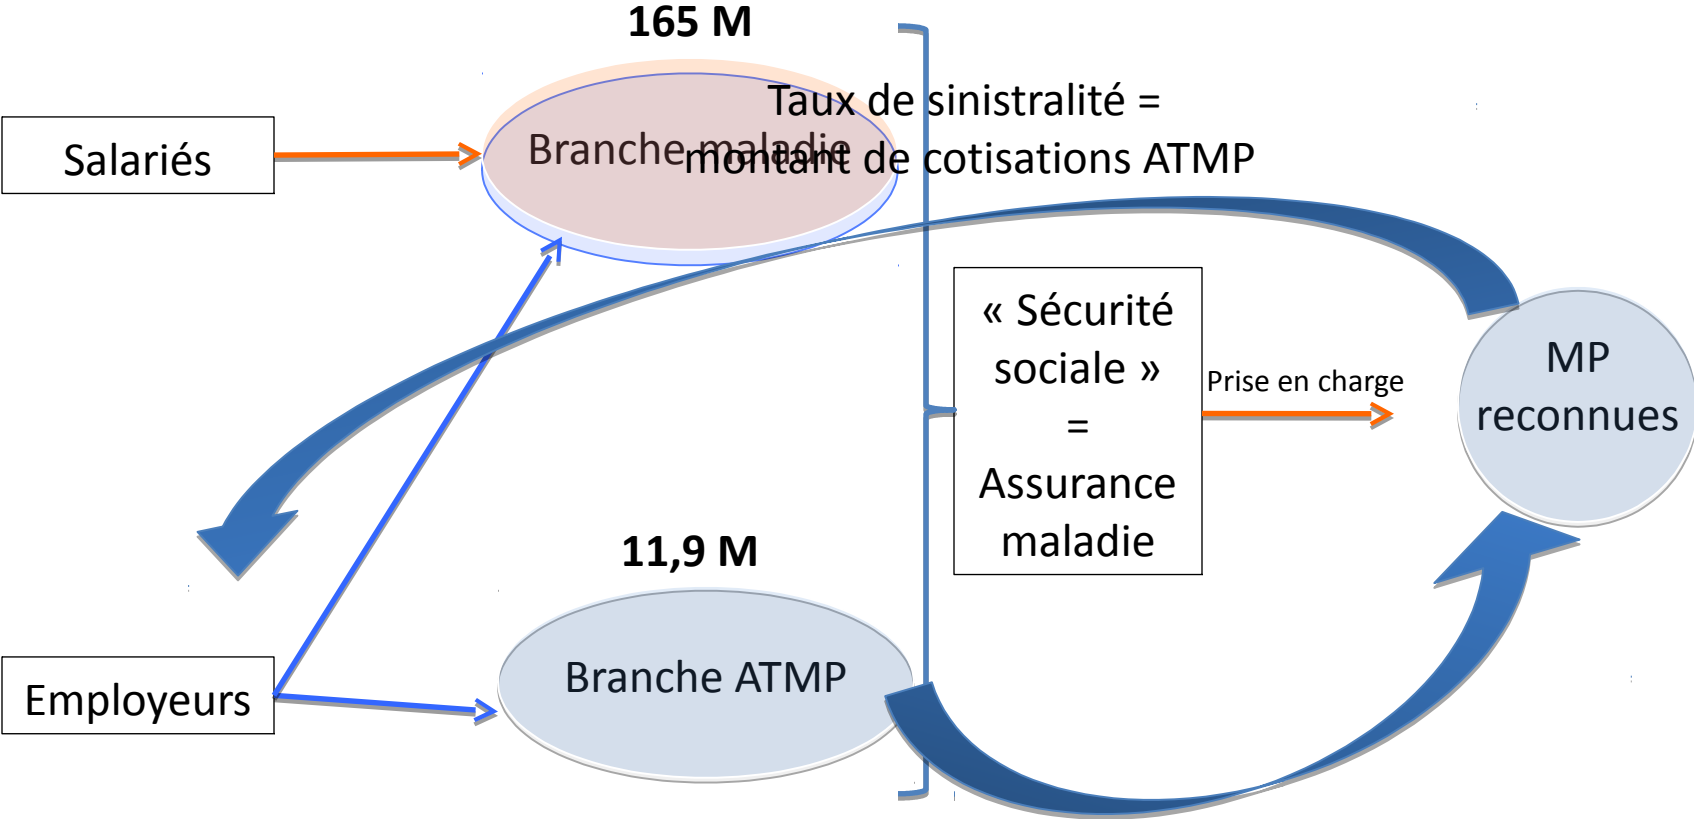 165 M
Taux de sinistralité =
montant de cotisations ATMP
Branche maladie
Salariés
« Sécurité
sociale »
=
Assurance
maladie
Prise en charge
MP
reconnues
11,9 M
Branche ATMP
Employeurs